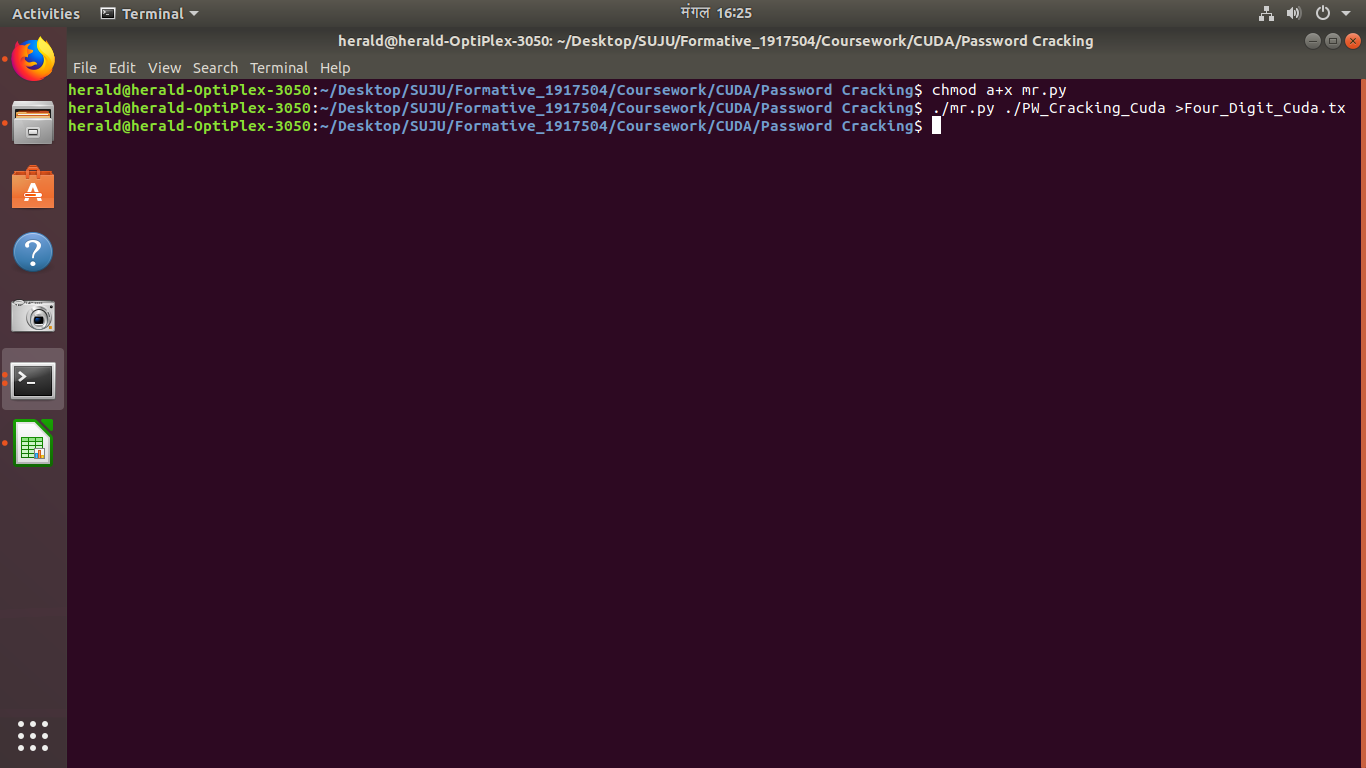 Activities Terminal मंगल 16:25
herald@herald-OptiPlex-3050: ~/Desktop/SUJU/Formative_1917504/Coursework/CUDA/Password Cracking
File Edit View Search Terminal Help
herald@herald-OptiPlex-3050:~/Desktop/SUJU/Formative_1917504/Coursework/CUDA/Password Cracking$ chmod a+x mr.py
herald@herald-OptiPlex-3050:~/Desktop/SUJU/Formative_1917504/Coursework/CUDA/Password Cracking$ ./mr.py ./PW_Cracking_Cuda >Four_Digit_Cuda.tx
herald@herald-OptiPlex-3050:~/Desktop/SUJU/Formative_1917504/Coursework/CUDA/Password Cracking$